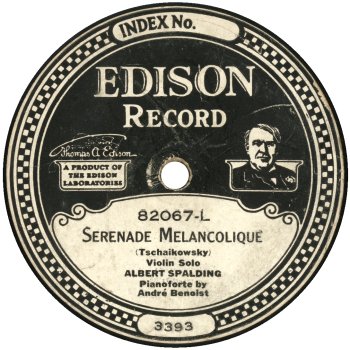 INDEX No.
EDISON
RECORD
Thomas A. Edison
A PRODUCT OF
THE EDISON
LABORATORIES
82067-L
SERENADE MELANCOLIQUE
(Tschaikowsky)
Violin Solo
ALBERT SPALDING
Pianoforte by
André Benoist
3393